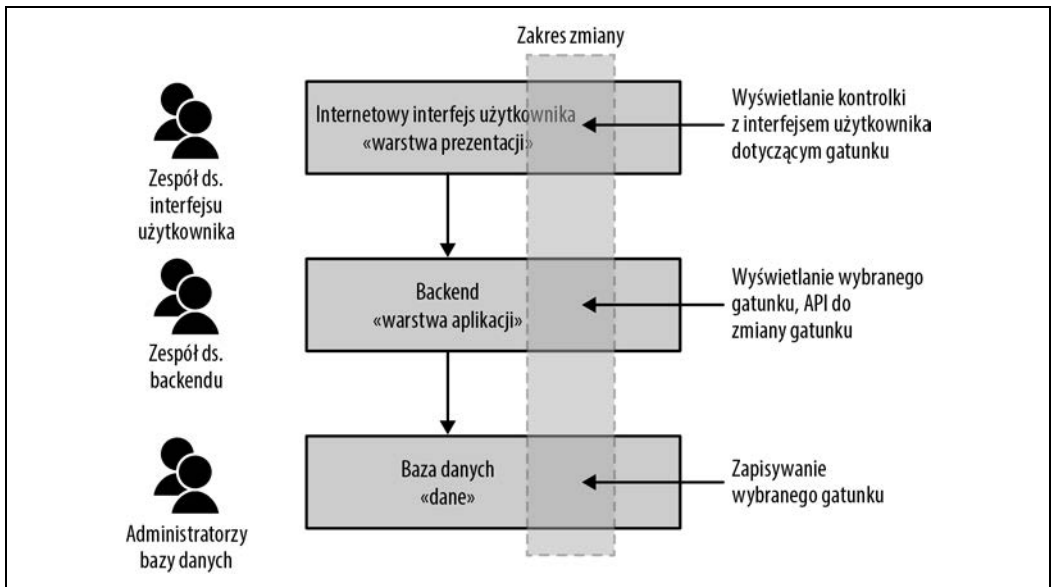 Zakres zmiany
Zespół ds.
interfejsu
użytkownika
Internetowy interfejs użytkownika
«warstwa prezentacji»
Wyświetlanie kontrolki
z interfejsem użytkownika
dotyczącym gatunku
Zespół ds.
backendu
Backend
«warstwa aplikacji»
Wyświetlanie wybranego
gatunku, API do
zmiany gatunku
Administratorzy
bazy danych
Baza danych
«dane»
Zapisywanie
wybranego gatunku